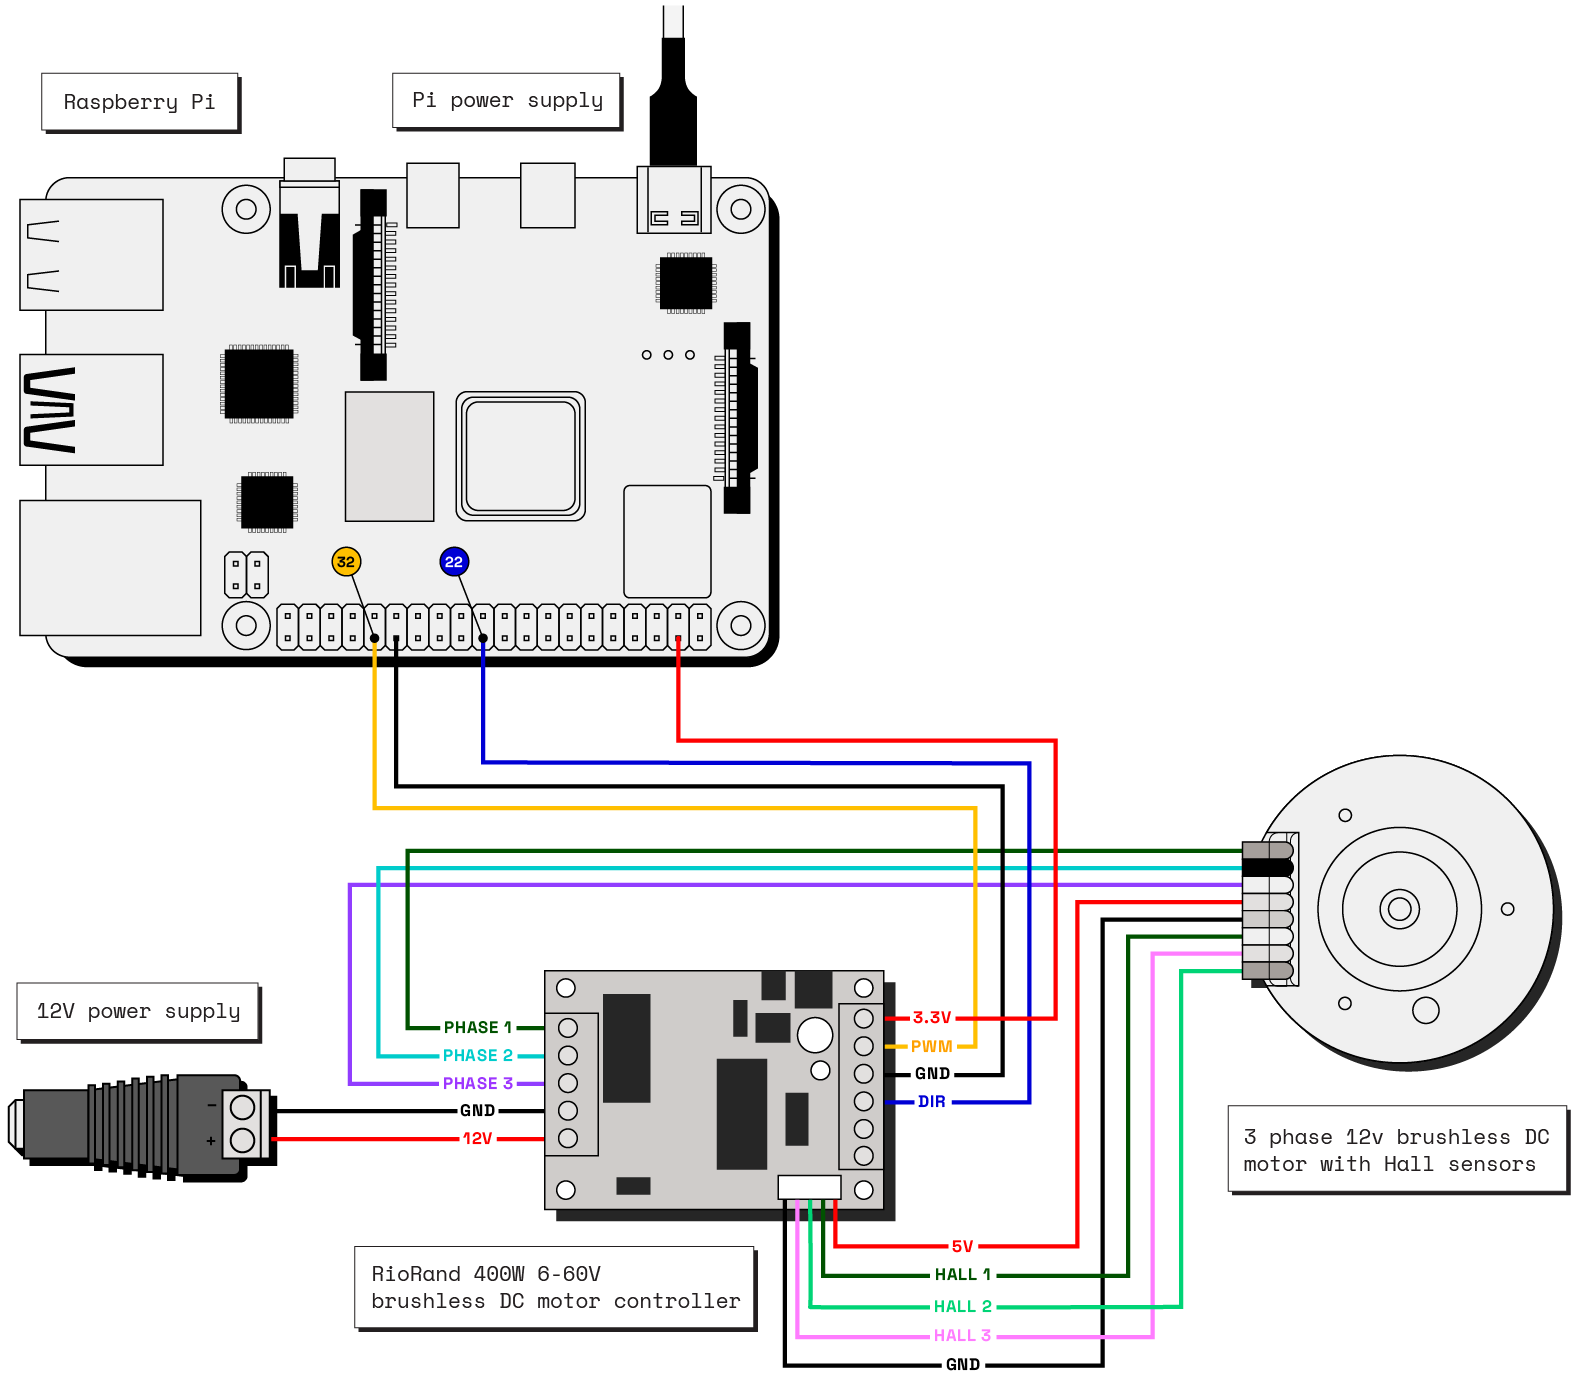 Raspberry Pi
Pi power supply
32
22
12V power supply
-
+
PHASE 1
PHASE 2
PHASE 3
GND
12V
3.3V
PWM
GND
DIR
3 phase 12v brushless DC
motor with Hall sensors
5V
HALL 1
HALL 2
HALL 3
GND
RioRand 400W 6-60V
brushless DC motor controller